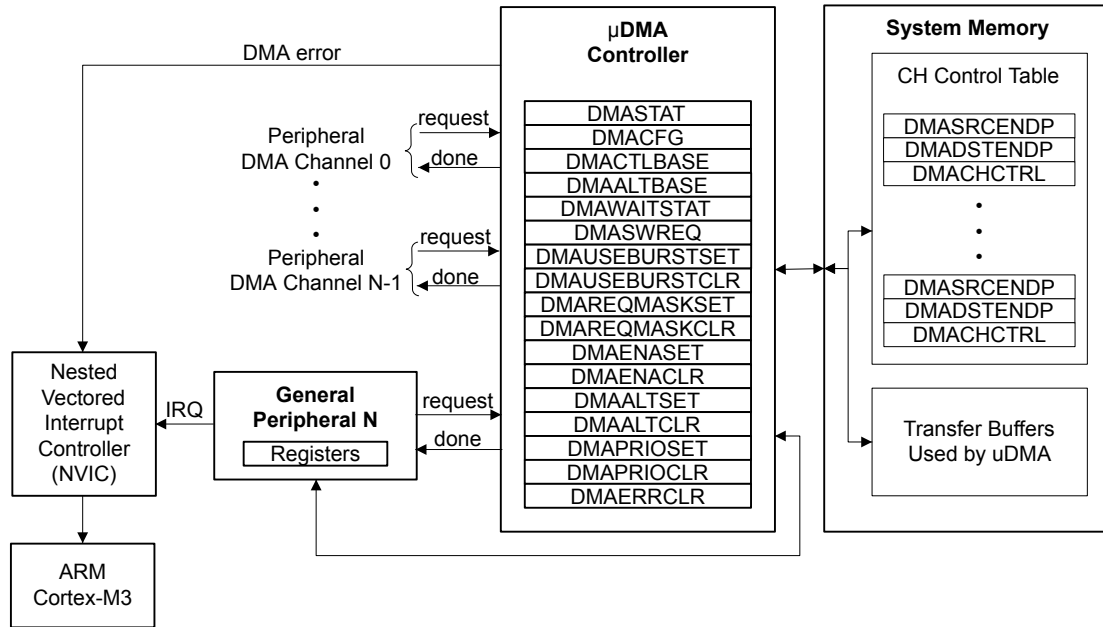 µDMA
Controller
System Memory
DMA error
CH Control Table
request
Peripheral
DMA Channel 0
done
•
•
•
request
Peripheral
DMA Channel N-1
done
DMASTAT
DMACFG
DMACTLBASE
DMAALTBASE
DMAWAITSTAT
DMASWREQ
DMAUSEBURSTSET
DMAUSEBURSTCLR
DMAREQMASKSET
DMAREQMASKCLR
DMAENASET
DMAENACLR
DMAALTSET
DMAALTCLR
DMAPRIOSET
DMAPRIOCLR
DMAERRCLR
DMASRCENDP
DMADSTENDP
DMACHCTRL
•
•
•
DMASRCENDP
DMADSTENDP
DMACHCTRL
Transfer Buffers
Used by uDMA
Nested
Vectored
Interrupt
Controller
(NVIC)
IRQ
General
Peripheral N
Registers
request
done
ARM
Cortex-M3